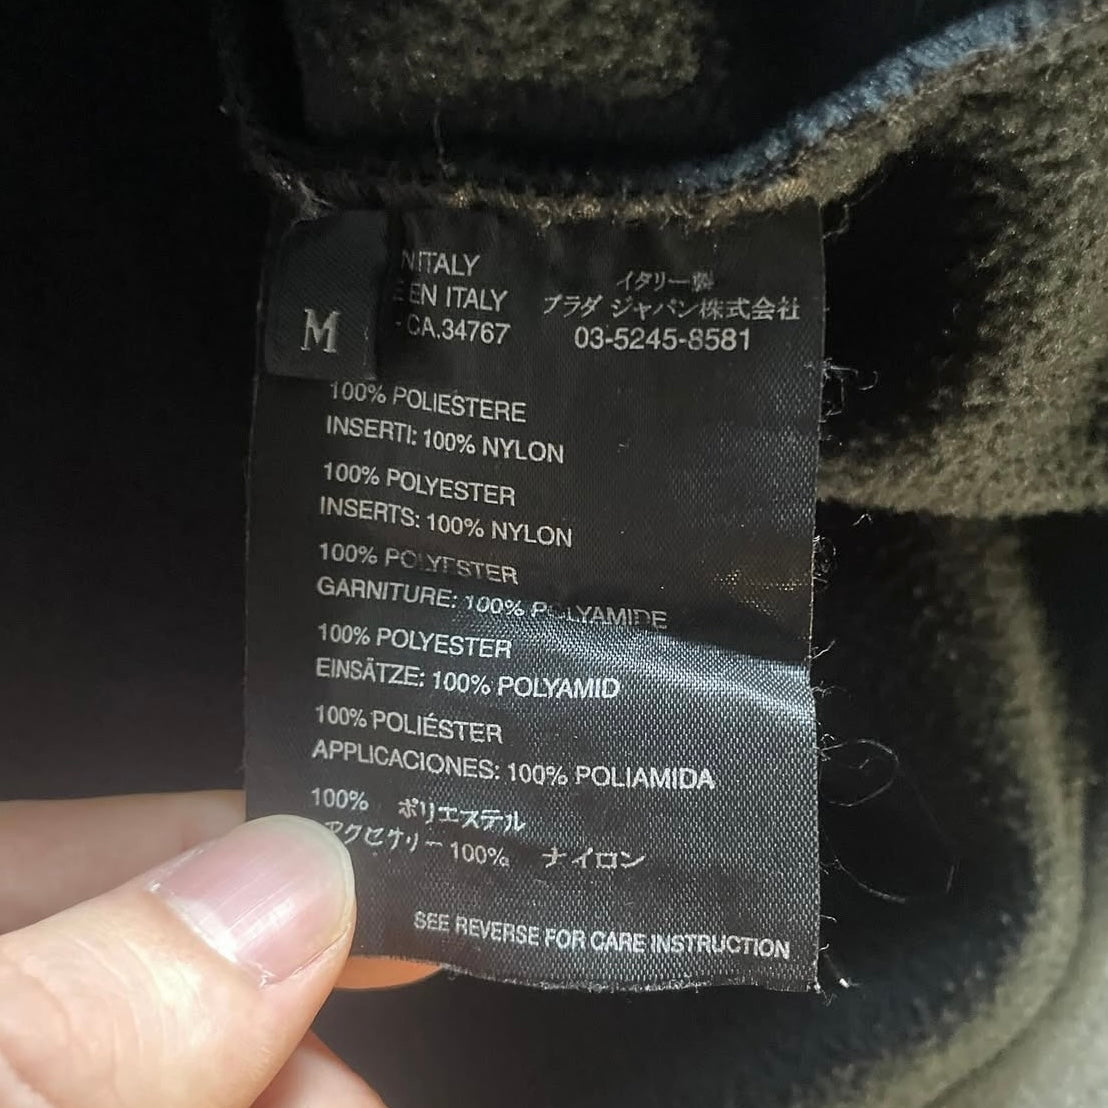 M
N ITALY
E EN ITALY
- CA.34767
イタリー製
プラダ ジャパン株式会社
03-5245-8581
100% POLIESTERE
INSERTI: 100% NYLON
100% POLYESTER
INSERTS: 100% NYLON
100% POLYESTER
GARNITURE: 100% POLYAMIDE
100% POLYESTER
EINSÄTZE: 100% POLYAMID
100% POLIÉSTER
APPLICACIONES: 100% POLIAMIDA
100% ポリエステル
アクセサリー 100% ナイロン
SEE REVERSE FOR CARE INSTRUCTION